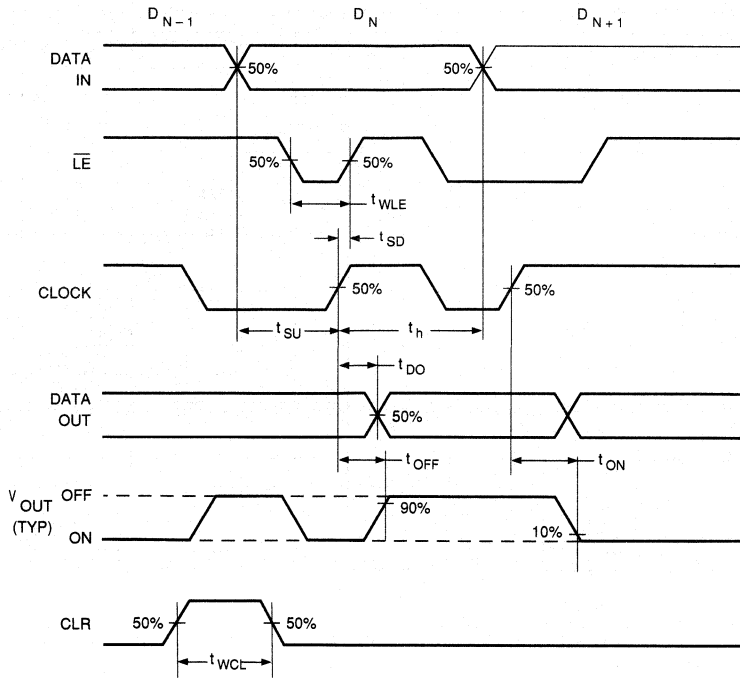 D N – 1 D N D N + 1
DATA IN 50% 50%
LE 50% 50%
t WLE
t SD
CLOCK 50% 50%
t SU t h
t DO
DATA OUT 50%
t OFF t ON
V OUT (TYP) OFF 90%
ON 10%
CLR 50% 50%
t WCL